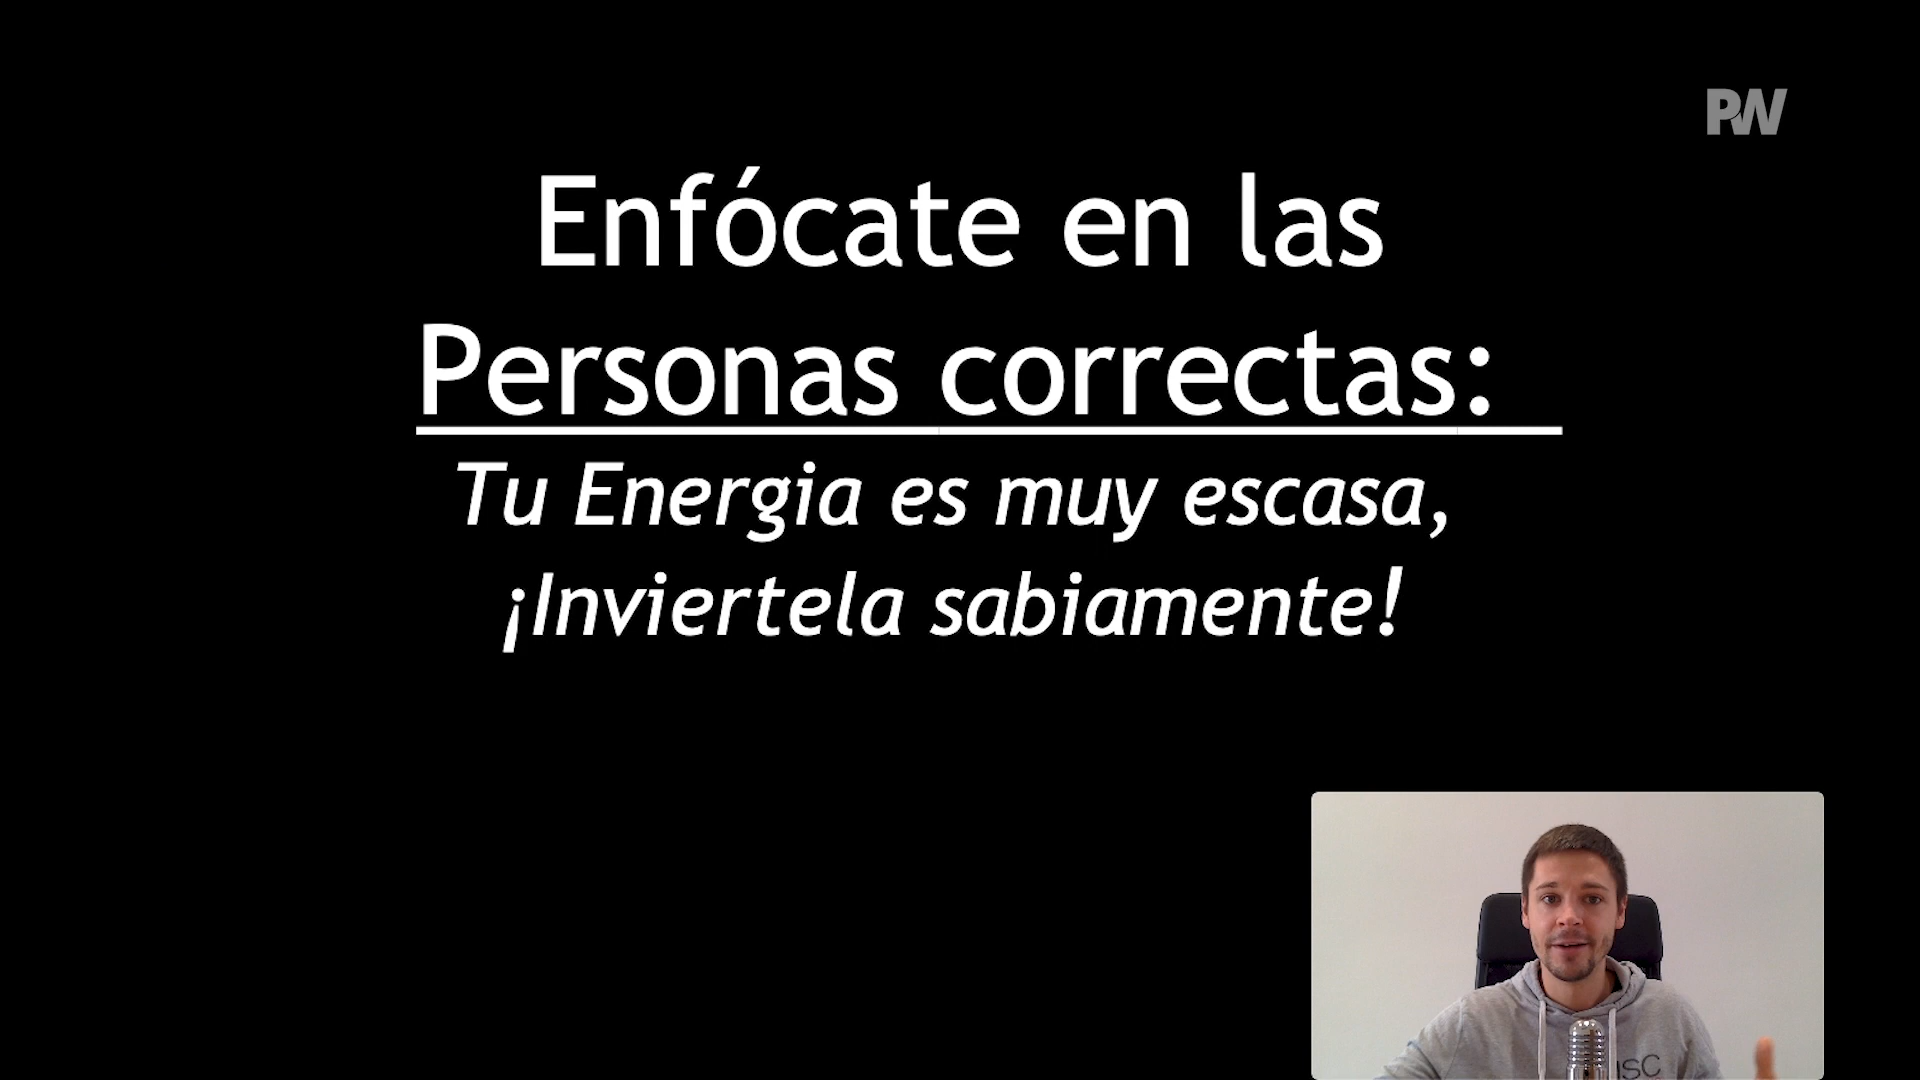 PW
Enfócate en las
Personas correctas:
Tu Energia es muy escasa,
¡Inviertela sabiamente!